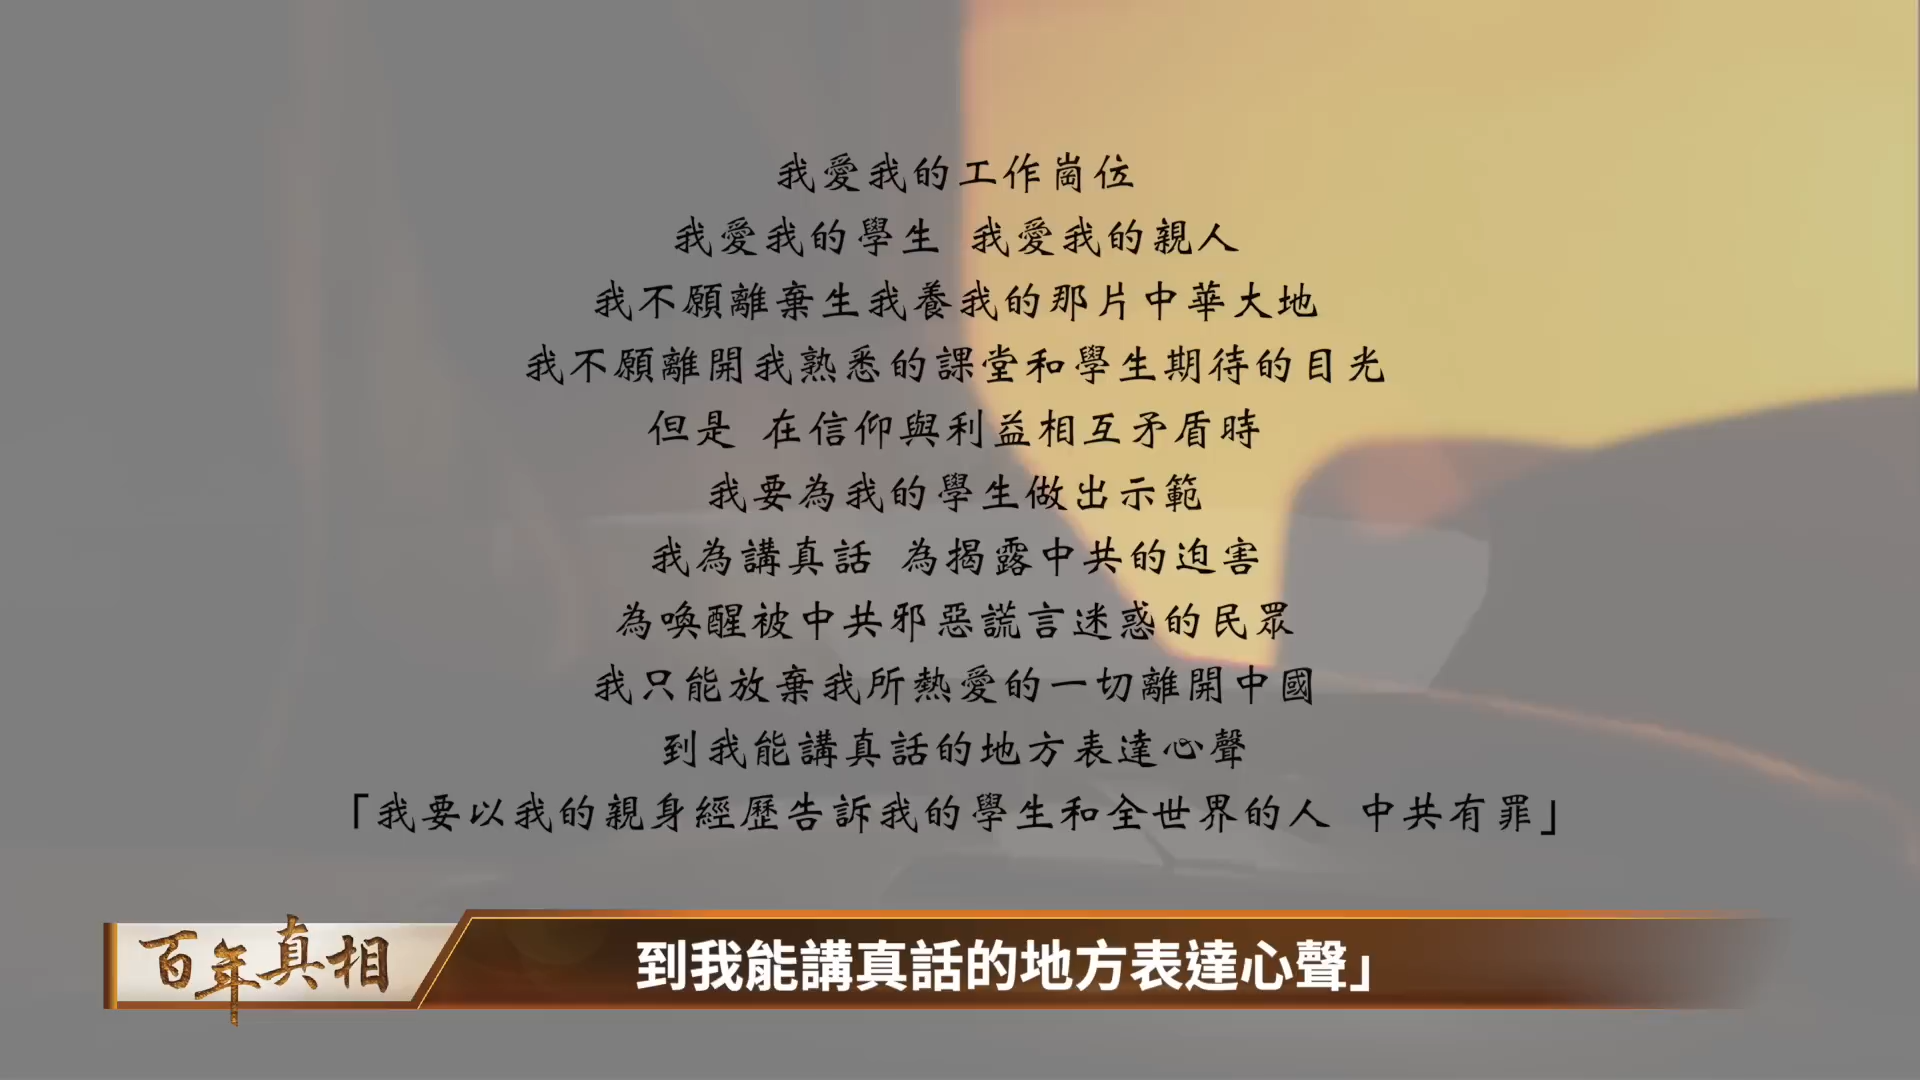 我愛我的工作崗位
我愛我的學生 我愛我的親人
我不願離棄生我養我的那片中華大地
我不願離開我熟悉的課堂和學生期待的目光
但是 在信仰與利益相互矛盾時
我要為我的學生做出示範
我為講真話 為揭露中共的迫害
為喚醒被中共邪惡謊言迷惑的民眾
我只能放棄我所熱愛的一切離開中國
到我能講真話的地方表達心聲
「我要以我的親身經歷告訴我的學生和全世界的人 中共有罪」
百年真相
到我能講真話的地方表達心聲」